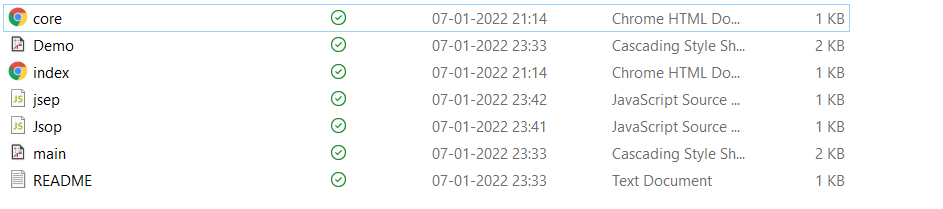 core 07-01-2022 21:14 Chrome HTML Do... 1 KB
Demo 07-01-2022 23:33 Cascading Style Sh... 2 KB
index 07-01-2022 21:14 Chrome HTML Do... 1 KB
JS jsep 07-01-2022 23:42 JavaScript Source ... 1 KB
JS Jsop 07-01-2022 23:41 JavaScript Source ... 1 KB
main 07-01-2022 23:33 Cascading Style Sh... 2 KB
README 07-01-2022 23:33 Text Document 1 KB